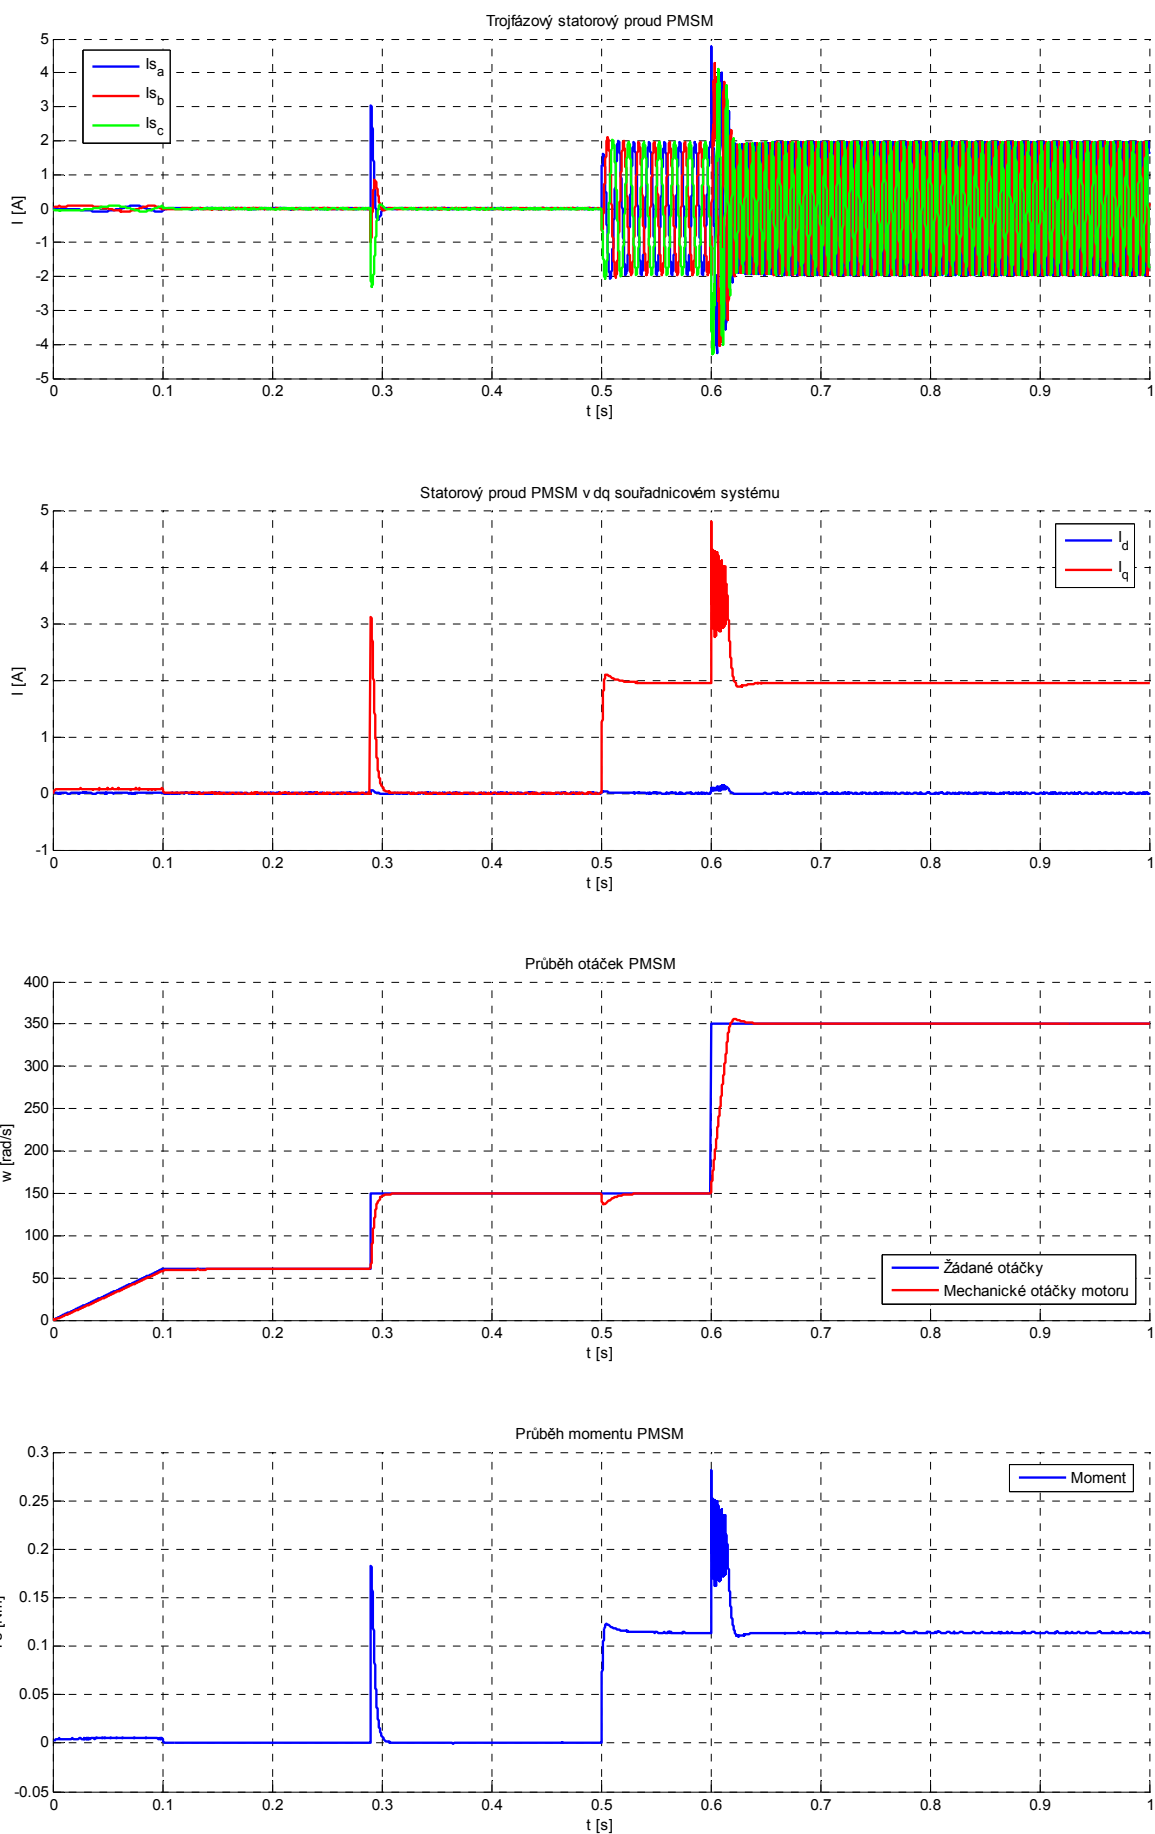 Trojfázový statorový proud PMSM
5
4
3
2
1
0
-1
-2
-3
-4
-5
I [A]
Is_a
Is_b
Is_c
0 0.1 0.2 0.3 0.4 0.5 0.6 0.7 0.8 0.9 1
t [s]
Statorový proud PMSM v dq souřadnicovém systému
5
4
3
2
1
0
-1
I [A]
I_d
I_q
0 0.1 0.2 0.3 0.4 0.5 0.6 0.7 0.8 0.9 1
t [s]
Průběh otáček PMSM
400
350
300
250
200
150
100
50
0
w [rad/s]
Žádané otáčky
Mechanické otáčky motoru
0 0.1 0.2 0.3 0.4 0.5 0.6 0.7 0.8 0.9 1
t [s]
Průběh momentu PMSM
0.3
0.25
0.2
0.15
0.1
0.05
0
-0.05
Moment
0 0.1 0.2 0.3 0.4 0.5 0.6 0.7 0.8 0.9 1
t [s]